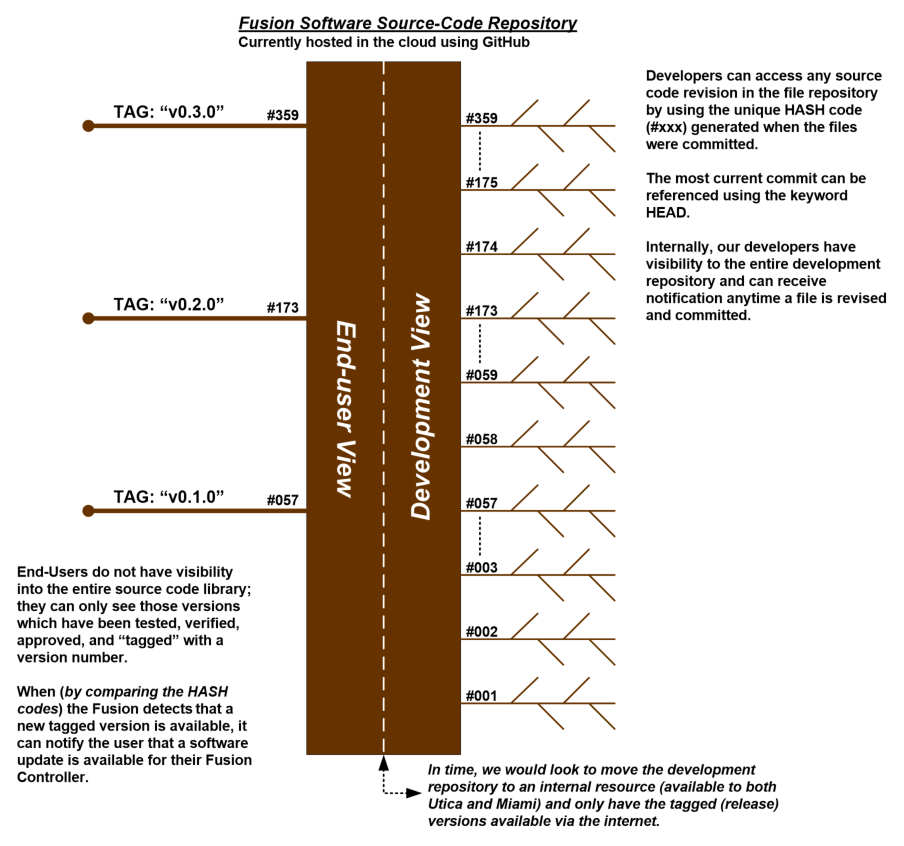 Fusion Software Source-Code Repository
Currently hosted in the cloud using GitHub
TAG: “v0.3.0”
#359
TAG: “v0.2.0”
#173
TAG: “v0.1.0”
#057
End-user View
Development View
#359
#175
#174
#173
#059
#058
#057
#003
#002
#001
Developers can access any source
code revision in the file repository
by using the unique HASH code
(#xxx) generated when the files
were committed.
The most current commit can be
referenced using the keyword
HEAD.
Internally, our developers have
visibility to the entire development
repository and can receive
notification anytime a file is revised
and committed.
End-Users do not have visibility
into the entire source code library;
they can only see those versions
which have been tested, verified,
approved, and “tagged” with a
version number.
When (by comparing the HASH
codes) the Fusion detects that a
new tagged version is available, it
can notify the user that a software
update is available for their Fusion
Controller.
In time, we would look to move the development
repository to an internal resource (available to both
Utica and Miami) and only have the tagged (release)
versions available via the internet.